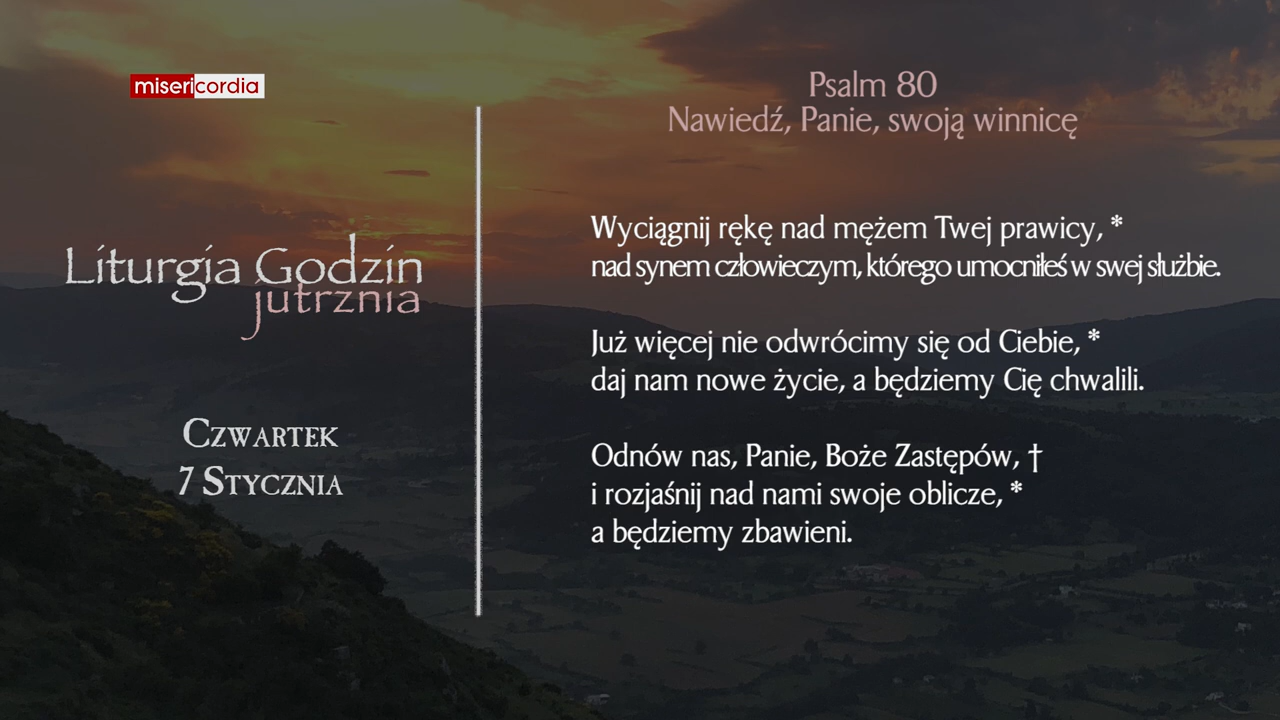 misericordia
Liturgia Godzin
jutrznia
Czwartek
7 Stycznia
Psalm 80
Nawiedź, Panie, swoją winnicę
Wyciągnij rękę nad mężem Twej prawicy, *
nad synem człowieczym, którego umocniłeś w swej służbie.
Już więcej nie odwrócimy się od Ciebie, *
daj nam nowe życie, a będziemy Cię chwalili.
Odnów nas, Panie, Boże Zastępów, †
i rozjaśnij nad nami swoje oblicze, *
a będziemy zbawieni.